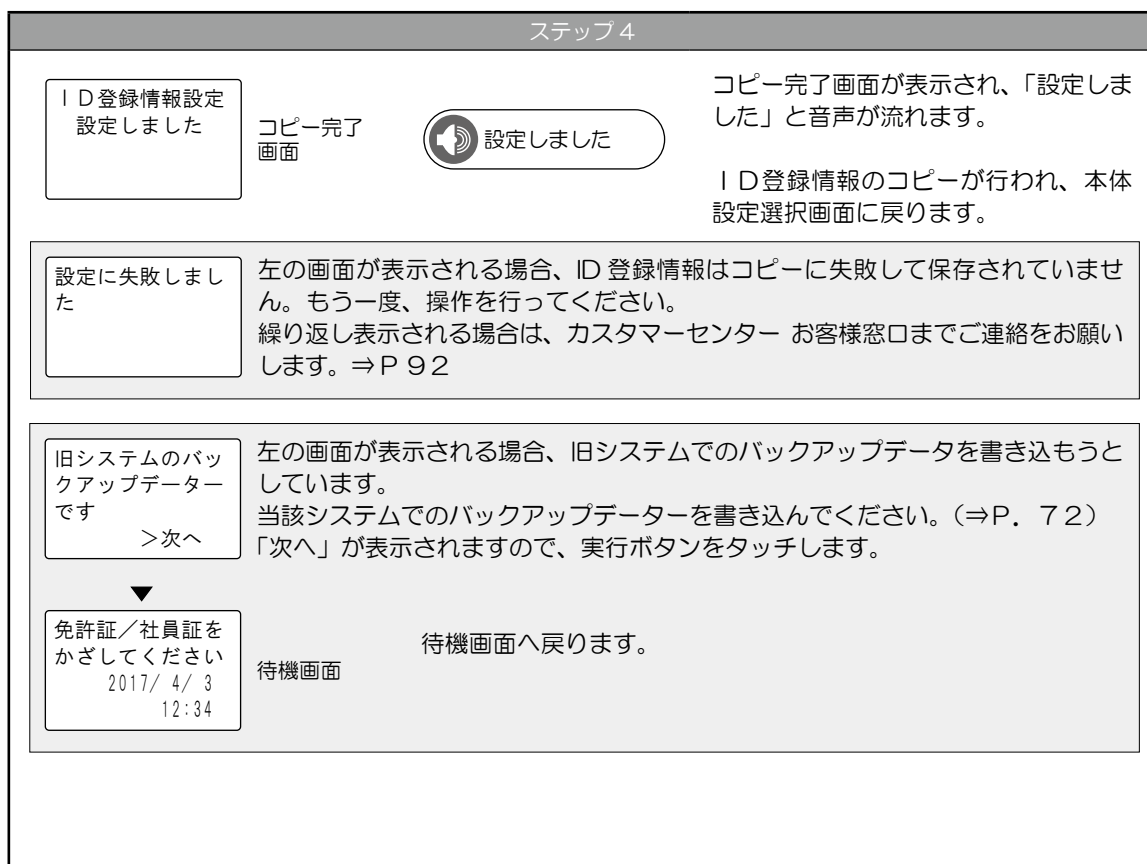 ステップ４
ＩＤ登録情報設定
設定しました
コピー完了
画面
設定しました
コピー完了画面が表示され、「設定しま
した」と音声が流れます。
ＩＤ登録情報のコピーが行われ、本体
設定選択画面に戻ります。
設定に失敗しまし
た
左の画面が表示される場合、ID 登録情報はコピーに失敗して保存されていませ
ん。もう一度、操作を行ってください。
繰り返し表示される場合は、カスタマーセンター お客様窓口までご連絡をお願い
します。⇒Ｐ９２
旧システムのバッ
クアップデーター
です
＞次へ
左の画面が表示される場合、旧システムでのバックアップデータを書き込もうと
しています。
当該システムでのバックアップデーターを書き込んでください。（⇒Ｐ．７２）
「次へ」が表示されますので、実行ボタンをタッチします。
▼
免許証／社員証を
かざしてください
2017/ 4/ 3
12:34
待機画面
待機画面へ戻ります。